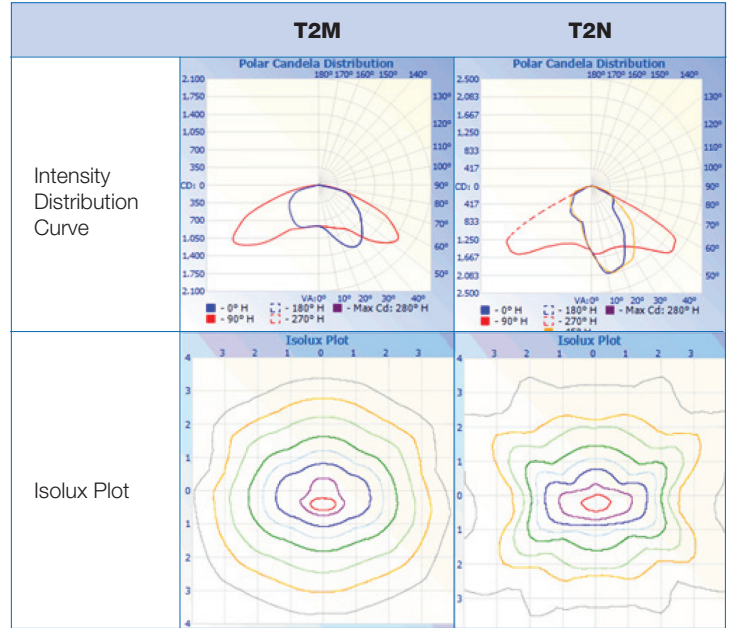 T2M T2N
Intensity
Distribution
Curve
Polar Candela Distribution
180° 170° 160° 150° 140°
2.100
1.750
1.400
1.050
700
350
CD: 0
350
700
1.050
1.400
1.750
2.100
130°
120°
110°
100°
90°
80°
70°
60°
50°
VA:0° 10° 20° 30° 40°
- 0° H - 180° H - Max Cd: 280° H
- 90° H - 270° H
Polar Candela Distribution
180° 170° 160° 150° 140°
2.500
2.083
1.667
1.250
833
417
CD: 0
417
833
1.250
1.667
2.083
2.500
130°
120°
110°
100°
90°
80°
70°
60°
50°
VA:0° 10° 20° 30° 40°
- 0° H - 180° H - Max Cd: 280° H
- 90° H - 270° H
Isolux Plot
Isolux Plot
3 2 1 0 1 2 3
4
3
2
1
0
1
2
3
4
Isolux Plot
3 2 1 0 1 2 3
4
3
2
1
0
1
2
3